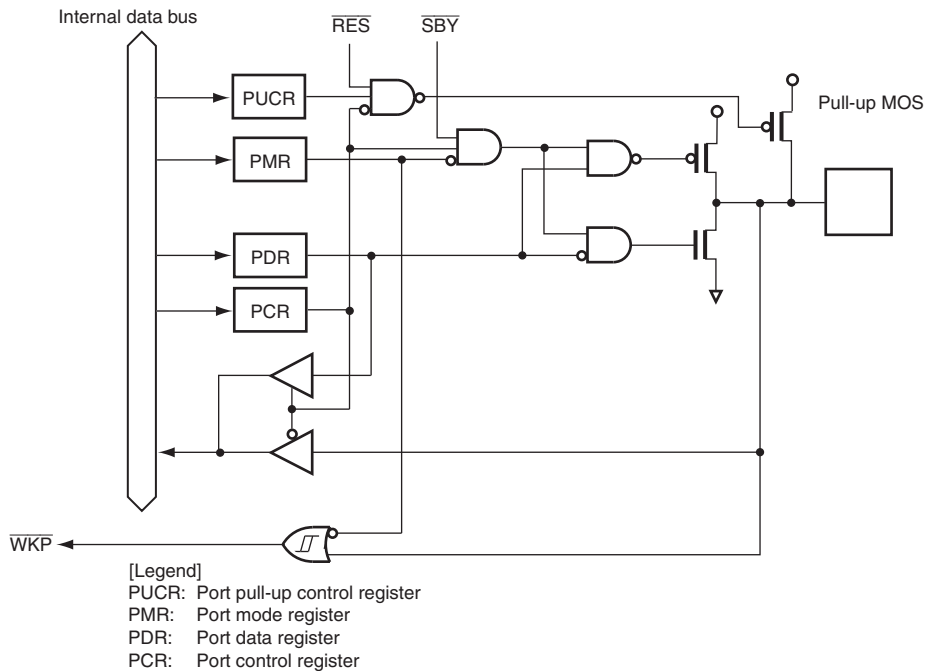 Internal data bus
RES
SBY
PUCR
Pull-up MOS
PMR
PDR
PCR
WKP
[Legend]
PUCR: Port pull-up control register
PMR: Port mode register
PDR: Port data register
PCR: Port control register